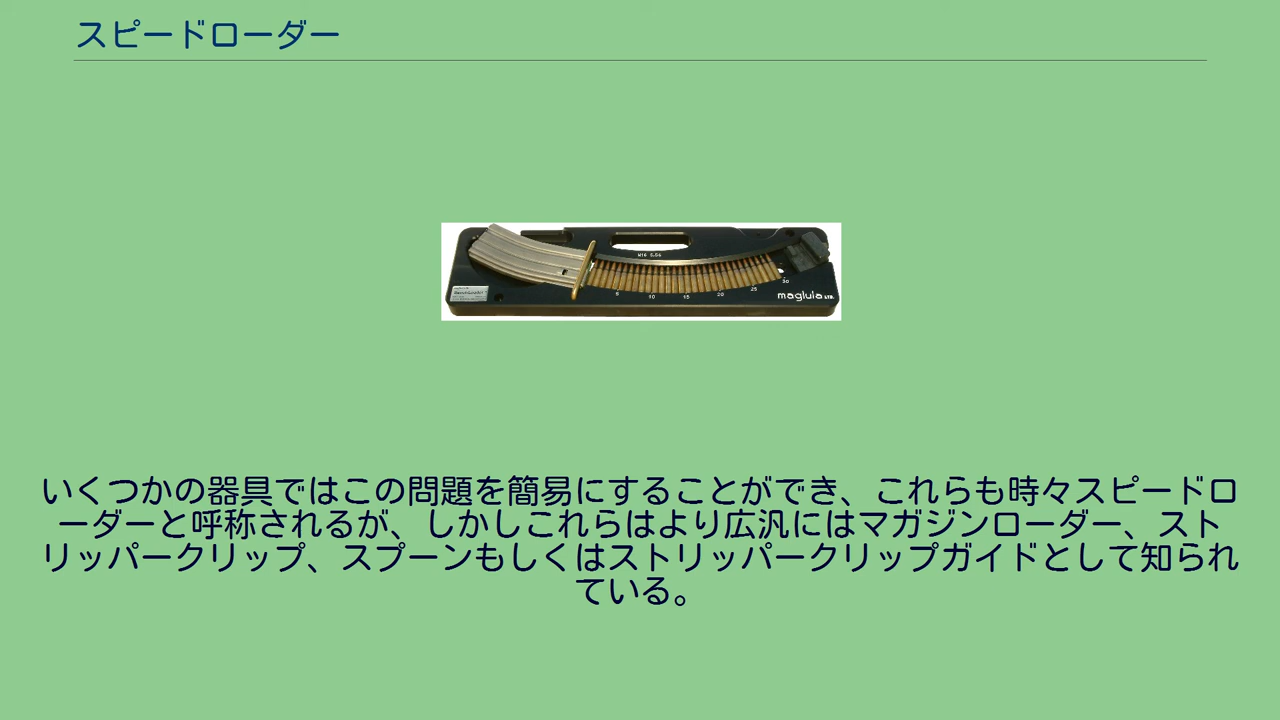 スピードローダー
M16 5.56
5 10 15 20 25 30
maglula LTD.
いくつかの器具ではこの問題を簡易にすることができ、これらも時々スピードロ
ーダーと呼称されるが、しかしこれらはより広汎にはマガジンローダー、スト
リッパークリップ、スプーンもしくはストリッパークリップガイドとして知られ
ている。